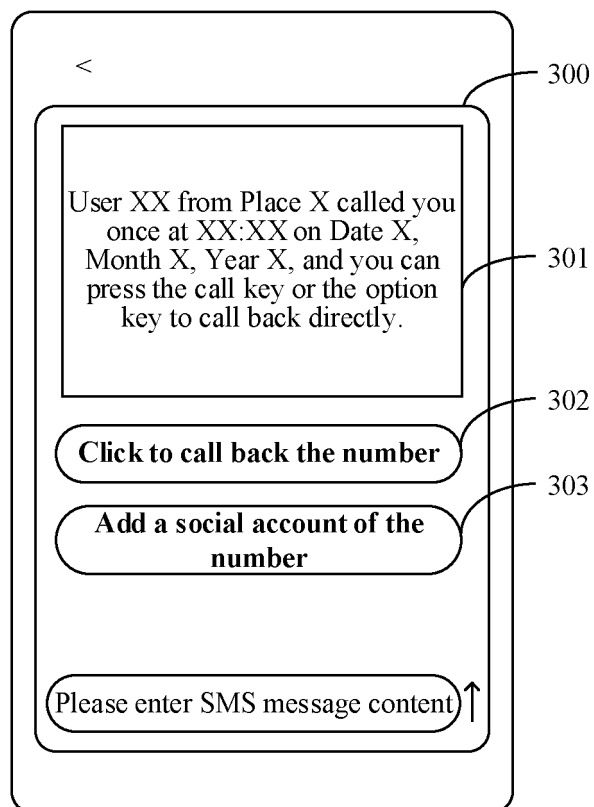 <
300
User XX from Place X called you
once at XX:XX on Date X,
Month X, Year X, and you can
press the call key or the option
key to call back directly.
301
302
Click to call back the number
303
Add a social account of the
number
Please enter SMS message content